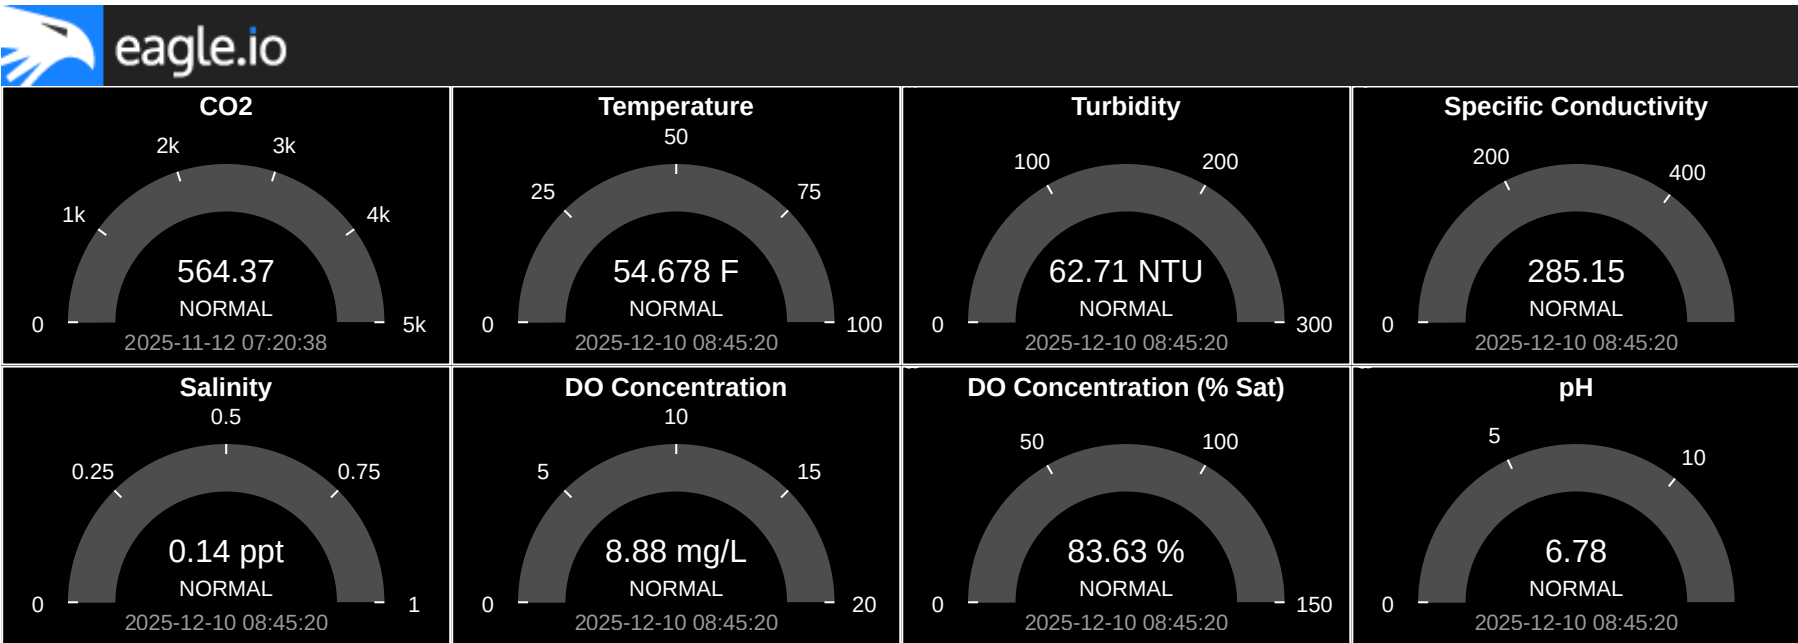 eagle.io
CO2
2k
3k
1k
4k
564.37
NORMAL
0
5k
2025-11-12 07:20:38
Temperature
50
25
75
54.678 F
NORMAL
0
100
2025-12-10 08:45:20
Turbidity
100
200
62.71 NTU
NORMAL
0
300
2025-12-10 08:45:20
Specific Conductivity
200
400
285.15
NORMAL
0
2025-12-10 08:45:20
Salinity
0.5
0.25
0.75
0.14 ppt
NORMAL
0
1
2025-12-10 08:45:20
DO Concentration
10
5
15
8.88 mg/L
NORMAL
0
20
2025-12-10 08:45:20
DO Concentration (% Sat)
50
100
83.63 %
NORMAL
0
150
2025-12-10 08:45:20
pH
5
10
6.78
NORMAL
0
2025-12-10 08:45:20